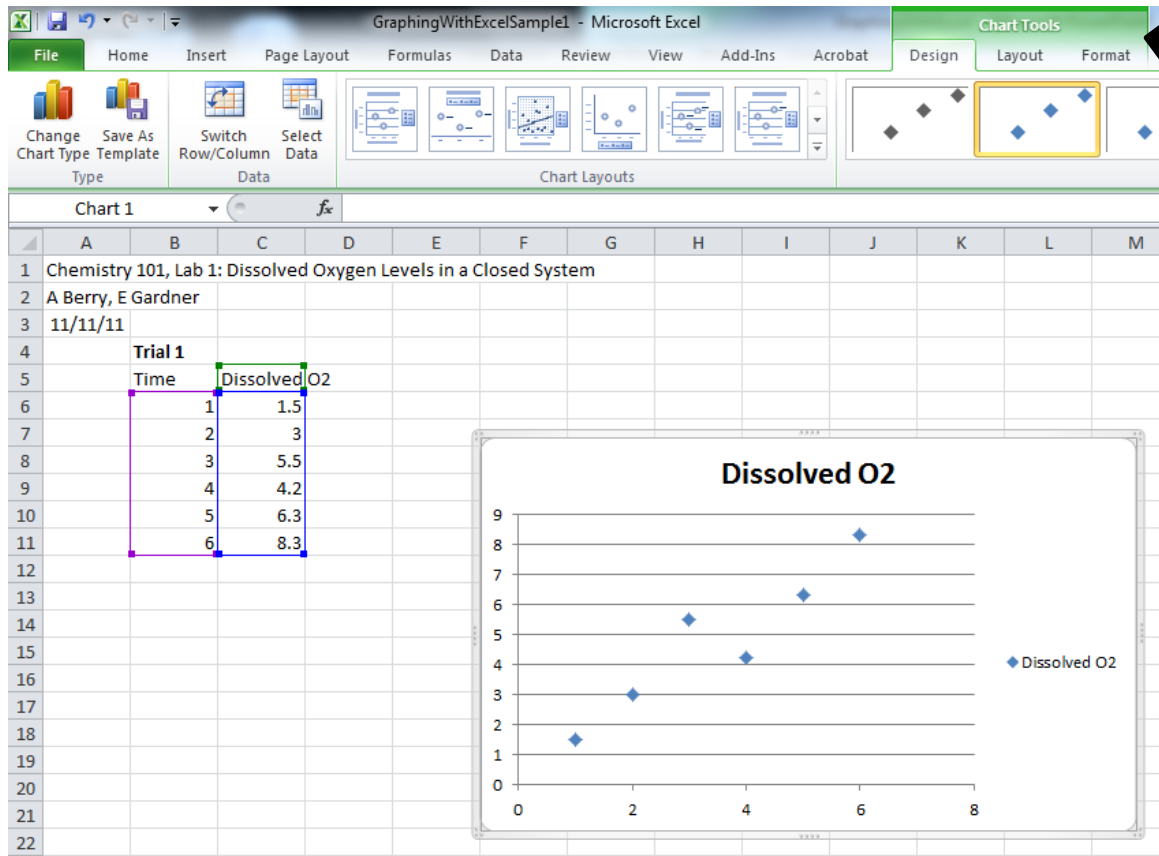 GraphingWithExcelSample1 - Microsoft Excel
Chart Tools
File Home Insert Page Layout Formulas Data Review View Add-Ins Acrobat Design Layout Format
Change Chart Type
Save As Template
Switch Row/Column
Select Data
Type Data Chart Layouts
Chart 1 fx
A B C D E F G H I J K L M
1 Chemistry 101, Lab 1: Dissolved Oxygen Levels in a Closed System
2 A Berry, E Gardner
3 11/11/11
4 Trial 1
5 Time Dissolved O2
6 1 1.5
7 2 3
8 3 5.5
9 4 4.2
10 5 6.3
11 6 8.3
12
13
14
15
16
17
18
19
20
21
22
Dissolved O2
9
8
7
6
5
4
3
2
1
0
0 2 4 6 8
Dissolved O2